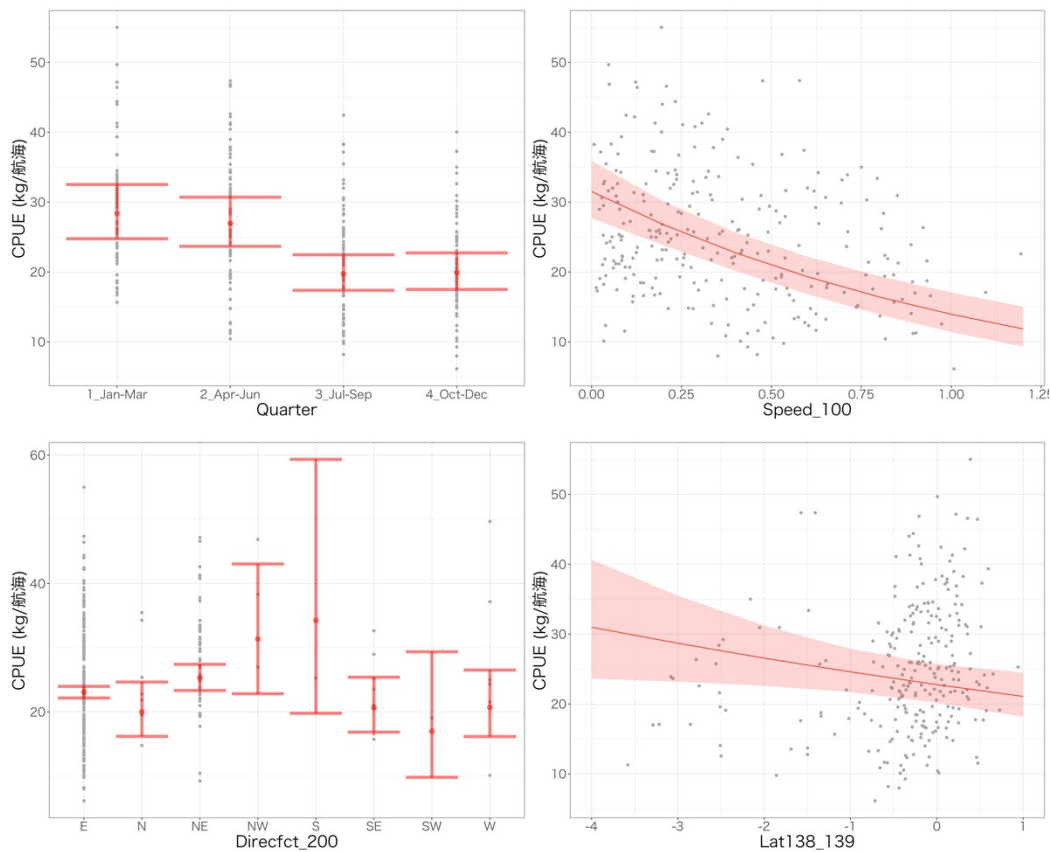 CPUE (kg/航海)
50
40
30
20
10
1_Jan-Mar 2_Apr-Jun 3_Jul-Sep 4_Oct-Dec
Quarter
CPUE (kg/航海)
50
40
30
20
10
0.00 0.25 0.50 0.75 1.00 1.25
Speed_100
CPUE (kg/航海)
60
40
20
E N NE NW S SE SW W
Direcfct_200
CPUE (kg/航海)
50
40
30
20
10
-4 -3 -2 -1 0 1
Lat138_139